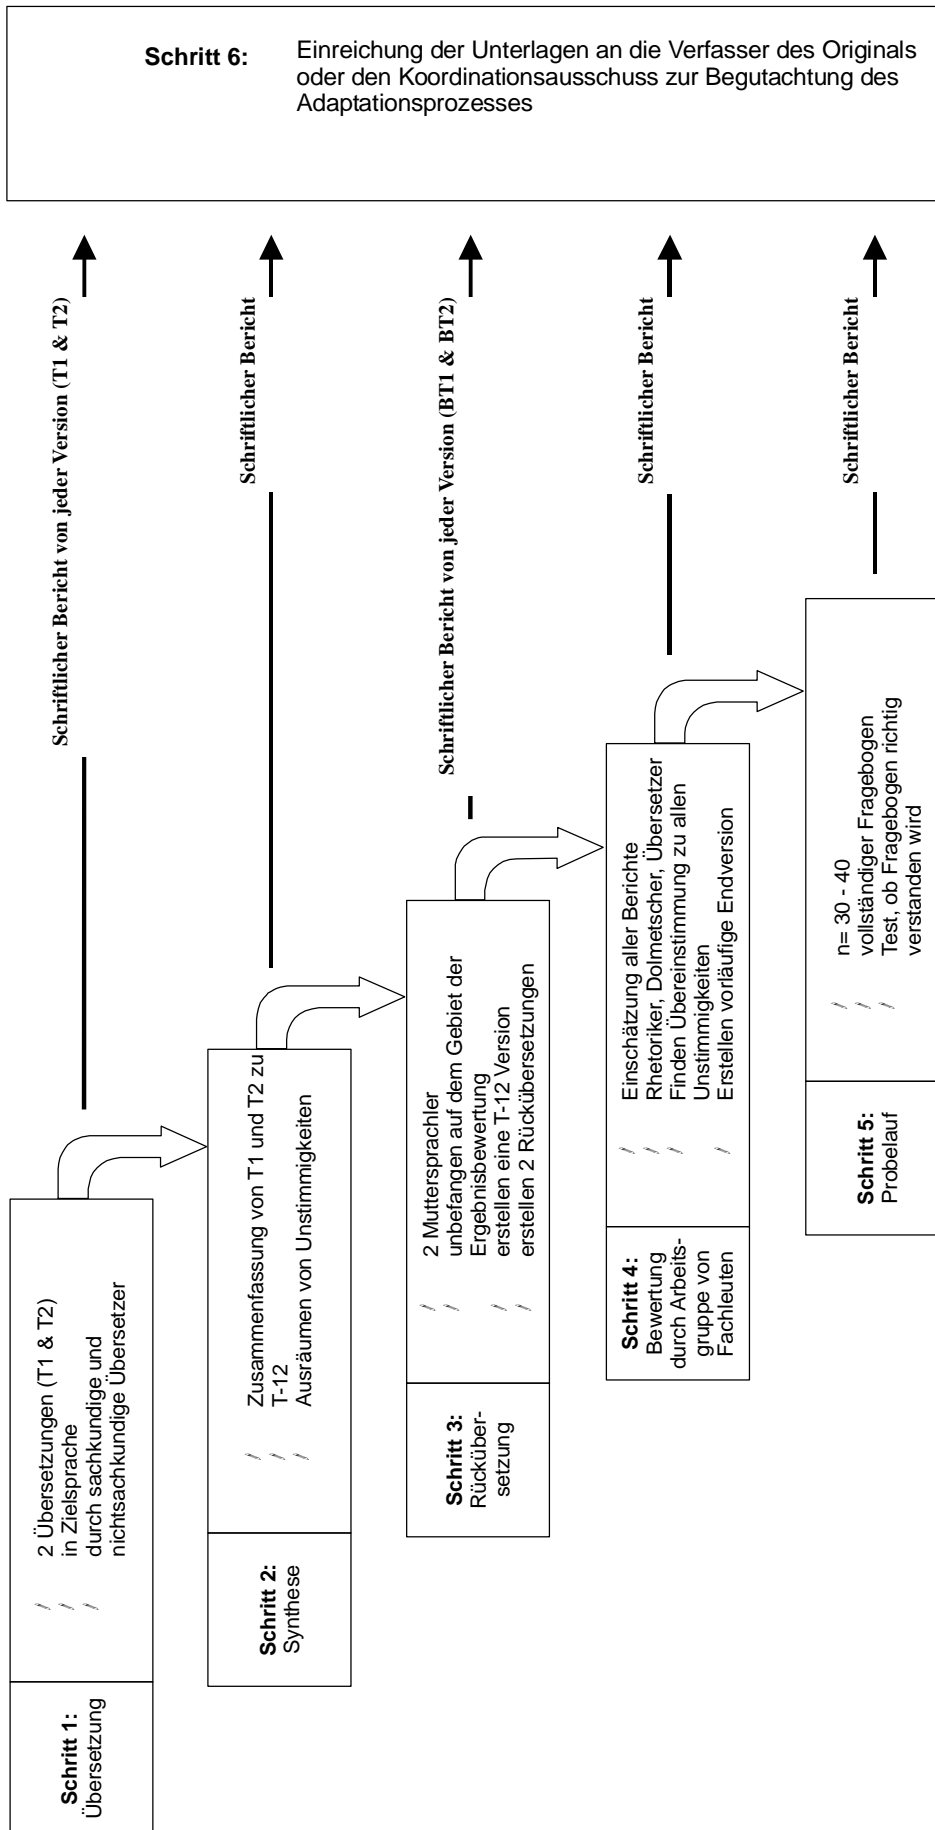 Schritt 6:
Einreichung der Unterlagen an die Verfasser des Originals
oder den Koordinationsausschuss zur Begutachtung des
Adaptationsprozesses
Schriftlicher Bericht von jeder Version (T1 & T2)
Schriftlicher Bericht
Schriftlicher Bericht von jeder Version (BT1 & BT2)
Schriftlicher Bericht
Schriftlicher Bericht
Schritt 1:
Übersetzung
2 Übersetzungen (T1 & T2)
in Zielsprache
durch sachkundige und
nichtsachkundige Übersetzer
Schritt 2:
Synthese
Zusammenfassung von T1 und T2 zu
T-12
Ausräumen von Unstimmigkeiten
Schritt 3:
Rücküber-
setzung
2 Muttersprachler
unbefangen auf dem Gebiet der
Ergebnisbewertung
erstellen eine T-12 Version
erstellen 2 Rückübersetzungen
Schritt 4:
Bewertung
durch Arbeits-
gruppe von
Fachleuten
Einschätzung aller Berichte
Rhetoriker, Dolmetscher, Übersetzer
Finden Übereinstimmung zu allen
Unstimmigkeiten
Erstellen vorläufige Endversion
Schritt 5:
Probelauf
n= 30 - 40
vollständiger Fragebogen
Test, ob Fragebogen richtig
verstanden wird